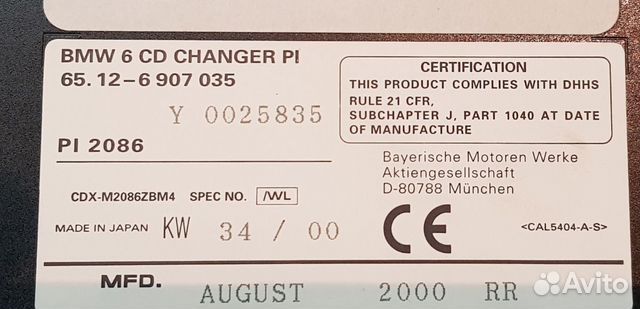 BMW 6 CD CHANGER PI
65.12-6 907 035
Y 0025835
PI 2086
CERTIFICATION
THIS PRODUCT COMPLIES WITH DHHS
RULE 21 CFR,
SUBCHAPTER J, PART 1040 AT DATE
OF MANUFACTURE
Bayerische Motoren Werke
Aktiengesellschaft
D-80788 München
CDX-M2086ZBM4 SPEC NO. /WL
MADE IN JAPAN KW 34 / 00
CE
<CAL5404-A-S>
MFD. AUGUST 2000 RR
Avito